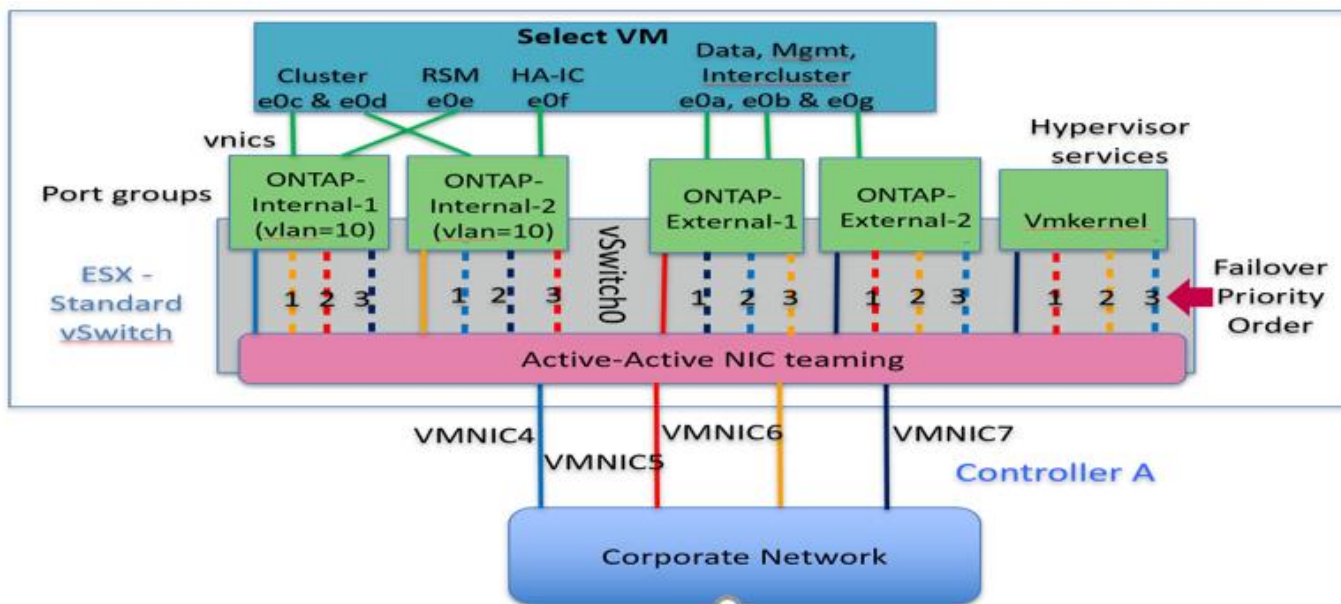 Select VM
Cluster
e0c & e0d
RSM
e0e
HA-IC
e0f
Data, Mgmt,
Intercluster
e0a, e0b & e0g
vnics
Hypervisor
services
Port groups
ONTAP-
Internal-1
(vlan=10)
ONTAP-
Internal-2
(vlan=10)
ONTAP-
External-1
ONTAP-
External-2
Vmkernel
vSwitch0
ESX -
Standard
vSwitch
1 2 3
1 2 3
1 2 3
1 2 3
1 2 3
Failover
Priority
Order
Active-Active NIC teaming
VMNIC4
VMNIC5
VMNIC6
VMNIC7
Controller A
Corporate Network